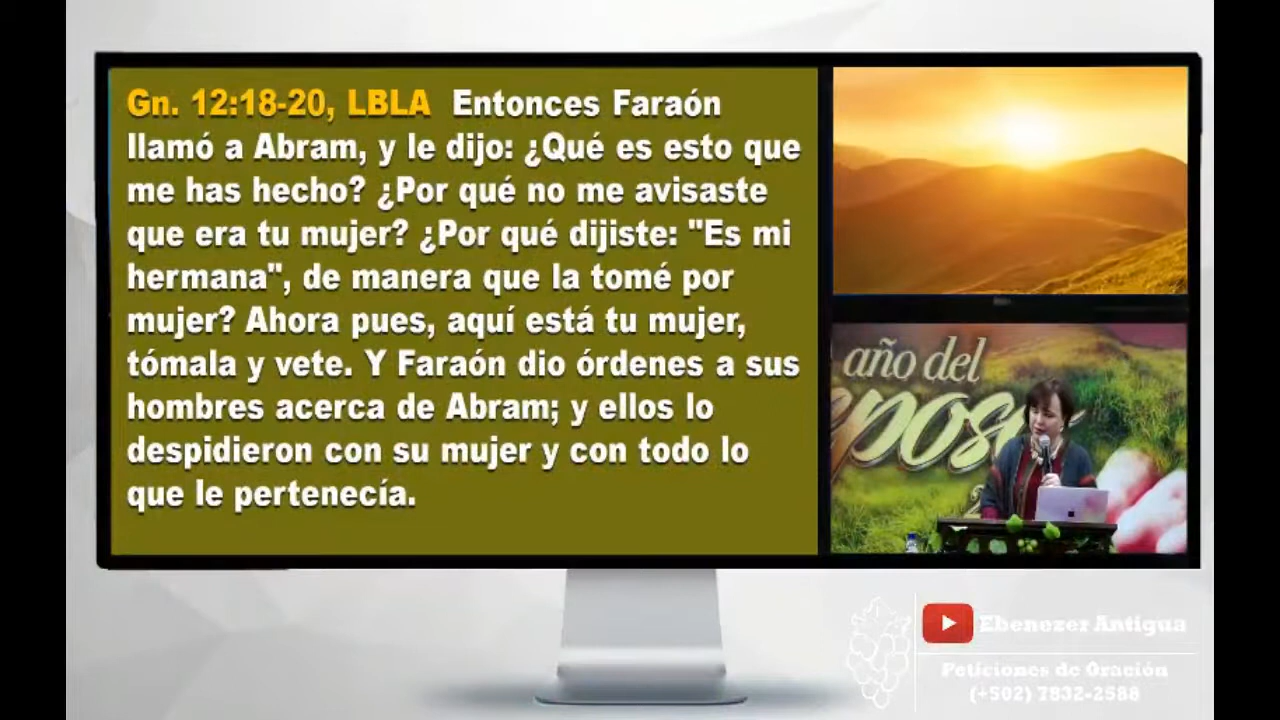 Gn. 12:18-20, LBLA Entonces Faraón
llamó a Abram, y le dijo: ¿Qué es esto que
me has hecho? ¿Por qué no me avisaste
que era tu mujer? ¿Por qué dijiste: "Es mi
hermana", de manera que la tomé por
mujer? Ahora pues, aquí está tu mujer,
tómala y vete. Y Faraón dio órdenes a sus
hombres acerca de Abram; y ellos lo
despidieron con su mujer y con todo lo
que le pertenecía.
año del
Ebenezer Antigua
Peticiones de Oración
(+502) 7832-2588